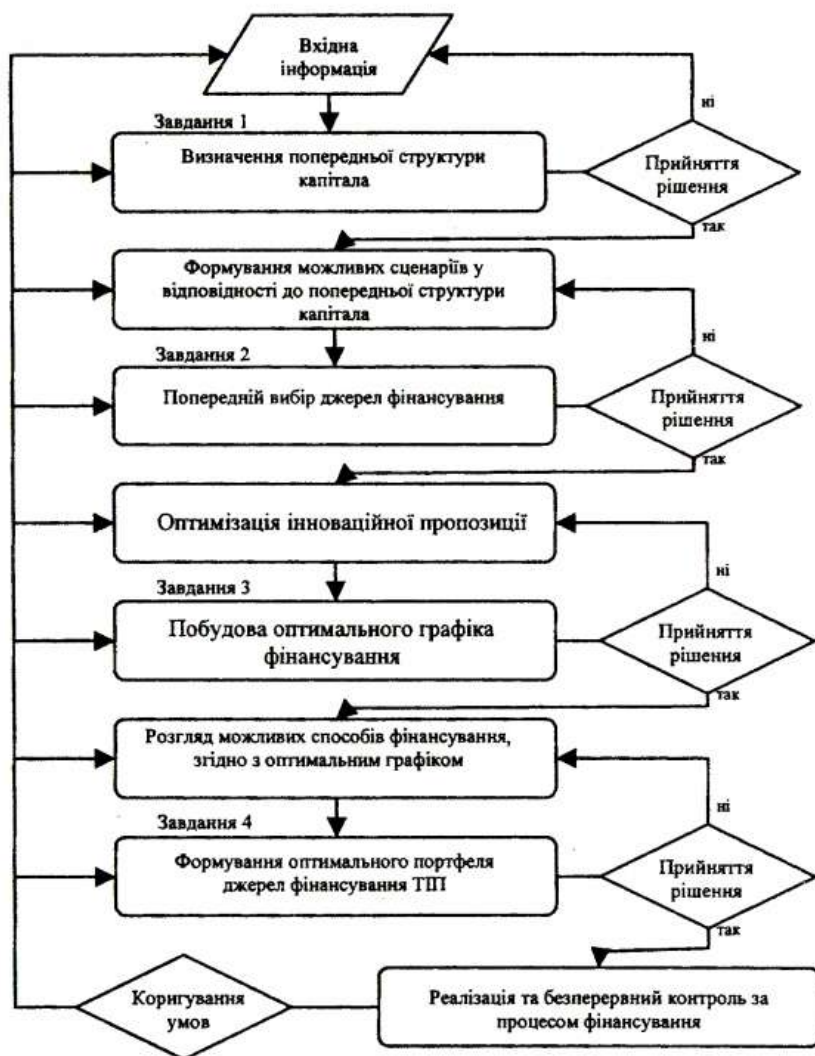 Вхідна
інформація
ні
Завдання 1
Визначення попередньої структури
капітала
Прийняття
рішення
так
Формування можливих сценаріїв у
відповідності до попередньої структури
капітала
ні
Завдання 2
Попередній вибір джерел фінансування
Прийняття
рішення
так
Оптимізація інноваційної пропозиції
ні
Завдання 3
Побудова оптимального графіка
фінансування
Прийняття
рішення
так
Розгляд можливих способів фінансування,
згідно з оптимальним графіком
ні
Завдання 4
Формування оптимального портфеля
джерел фінансування ТІП
Прийняття
рішення
так
Коригування
умов
Реалізація та безперервний контроль за
процесом фінансування